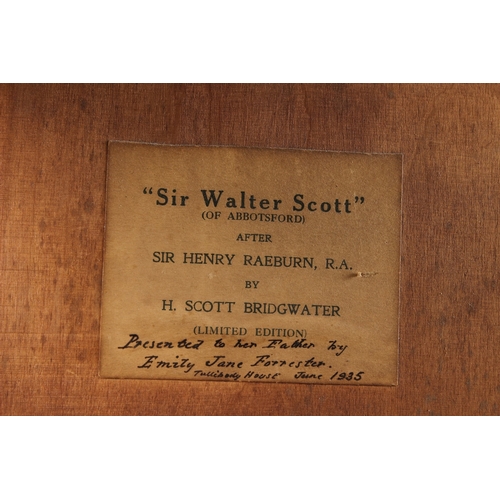 "Sir Walter Scott"
(OF ABBOTSFORD)
AFTER
SIR HENRY RAEBURN, R.A.
BY
H. SCOTT BRIDGWATER
(LIMITED EDITION)
Presented to her Father by
Emily Jane Forrester.
Tullibody House June 1935